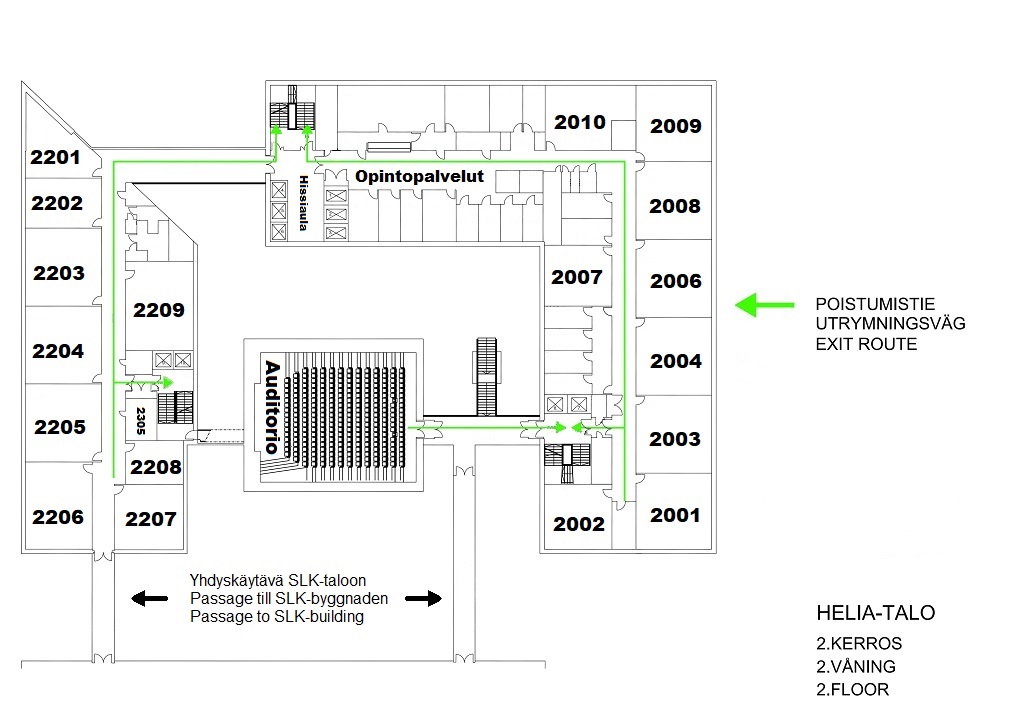 2010
2009
2201
Opintopalvelut
Hissiaula
2202
2008
2203
2007
2006
2209
POISTUMISTIE
UTRYMNINGSVÄG
EXIT ROUTE
2204
2004
Auditorio
2305
2205
2003
2208
2206
2207
2002
2001
Yhdyskäytävä SLK-taloon
Passage till SLK-byggnaden
Passage to SLK-building
HELIA-TALO
2.KERROS
2.VÅNING
2.FLOOR